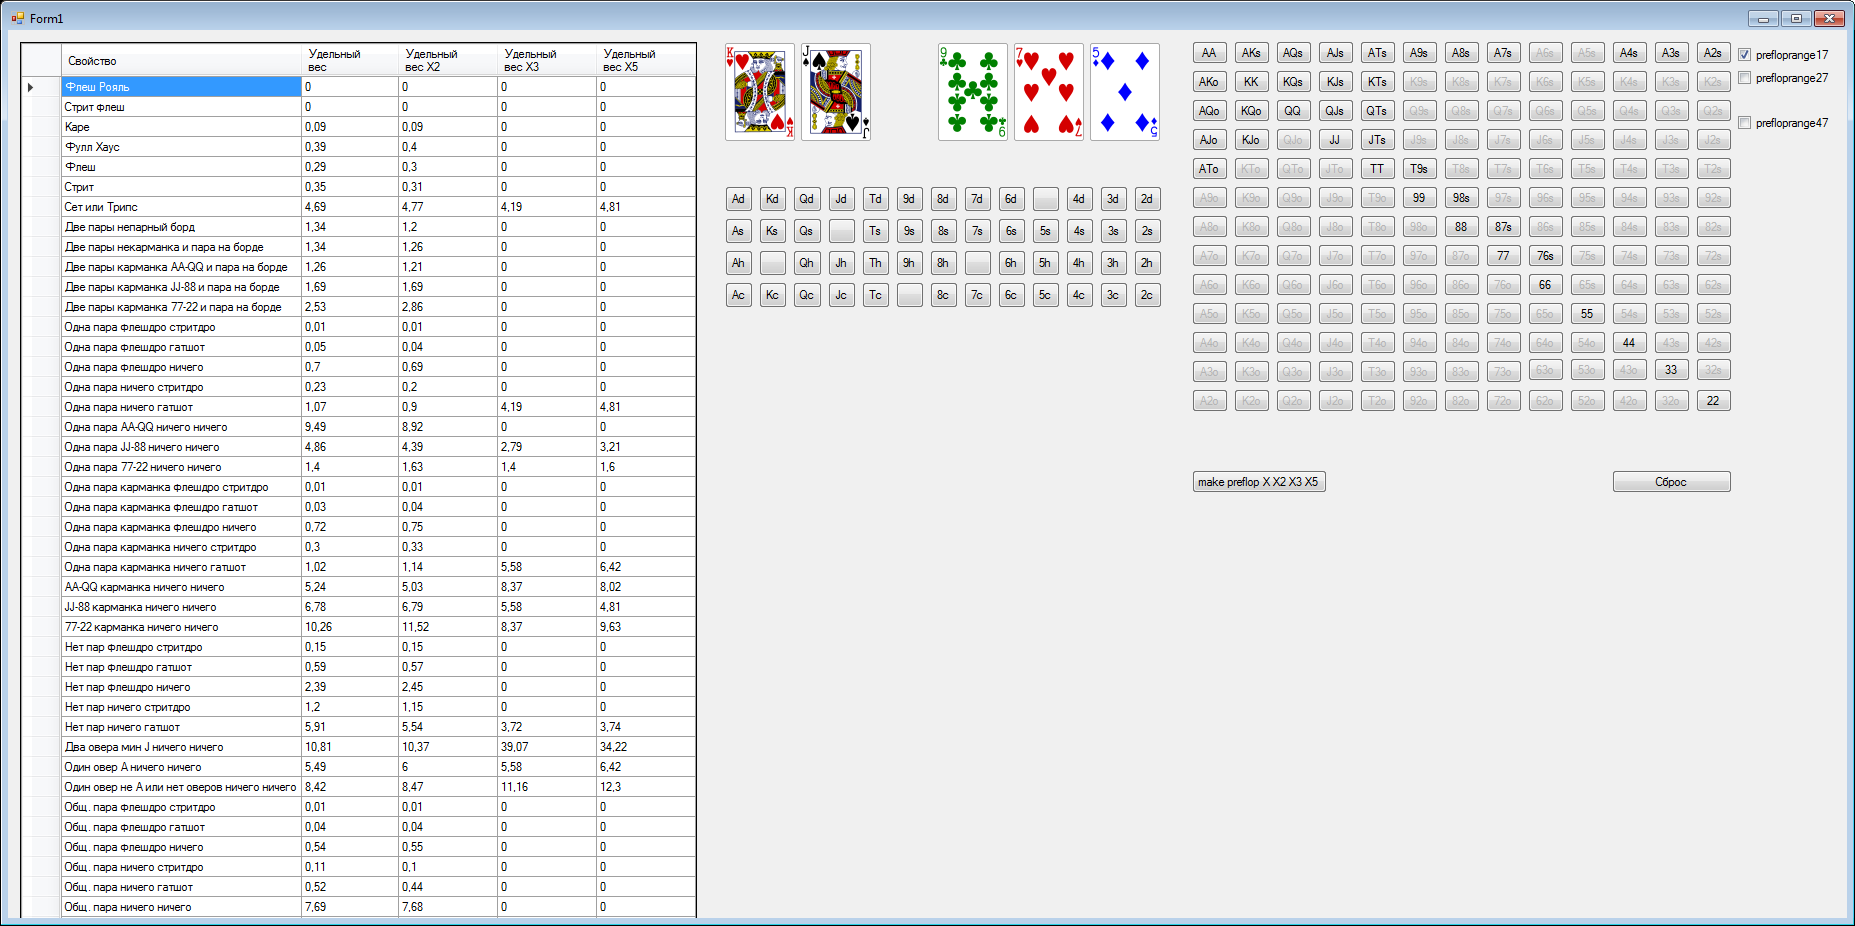 Form1
Свойство Удельный вес Удельный вес X2 Удельный вес X3 Удельный вес X5
Флеш Рояль 0 0 0 0
Стрит флеш 0 0 0 0
Каре 0,09 0,09 0 0
Фулл Хаус 0,39 0,4 0 0
Флеш 0,29 0,3 0 0
Стрит 0,35 0,31 0 0
Сет или Трипс 4,69 4,77 4,19 4,81
Две пары непарный борд 1,34 1,2 0 0
Две пары некарманка и пара на борде 1,34 1,26 0 0
Две пары карманка AA-QQ и пара на борде 1,26 1,21 0 0
Две пары карманка JJ-88 и пара на борде 1,69 1,69 0 0
Две пары карманка 77-22 и пара на борде 2,53 2,86 0 0
Одна пара флешдро стритдро 0,01 0,01 0 0
Одна пара флешдро гатшот 0,05 0,04 0 0
Одна пара флешдро ничего 0,7 0,69 0 0
Одна пара ничего стритдро 0,23 0,2 0 0
Одна пара ничего гатшот 1,07 0,9 4,19 4,81
Одна пара AA-QQ ничего ничего 9,49 8,92 0 0
Одна пара JJ-88 ничего ничего 4,86 4,39 2,79 3,21
Одна пара 77-22 ничего ничего 1,4 1,63 1,4 1,6
Одна пара карманка флешдро стритдро 0,01 0,01 0 0
Одна пара карманка флешдро гатшот 0,03 0,04 0 0
Одна пара карманка флешдро ничего 0,72 0,75 0 0
Одна пара карманка ничего стритдро 0,3 0,33 0 0
Одна пара карманка ничего гатшот 1,02 1,14 5,58 6,42
AA-QQ карманка ничего ничего 5,24 5,03 8,37 8,02
JJ-88 карманка ничего ничего 6,78 6,79 5,58 4,81
77-22 карманка ничего ничего 10,26 11,52 8,37 9,63
Нет пар флешдро стритдро 0,15 0,15 0 0
Нет пар флешдро гатшот 0,59 0,57 0 0
Нет пар флешдро ничего 2,39 2,45 0 0
Нет пар ничего стритдро 1,2 1,15 0 0
Нет пар ничего гатшот 5,91 5,54 3,72 3,74
Два овера мин J ничего ничего 10,81 10,37 39,07 34,22
Один овер A ничего ничего 5,49 6 5,58 6,42
Один овер не A или нет оверов ничего ничего 8,42 8,47 11,16 12,3
Общ. пара флешдро стритдро 0,01 0,01 0 0
Общ. пара флешдро гатшот 0,04 0,04 0 0
Общ. пара флешдро ничего 0,54 0,55 0 0
Общ. пара ничего стритдро 0,11 0,1 0 0
Общ. пара ничего гатшот 0,52 0,44 0 0
Общ. пара ничего ничего 7,69 7,68 0 0
K J 9 7 5
K J 9 7 5
Ad Kd Qd Jd Td 9d 8d 7d 6d 4d 3d 2d
As Ks Qs Ts 9s 8s 7s 6s 5s 4s 3s 2s
Ah Qh Jh Th 9h 8h 6h 5h 4h 3h 2h
Ac Kc Qc Jc Tc 8c 7c 6c 5c 4c 3c 2c
AA AKs AQs AJs ATs A9s A8s A7s A6s A5s A4s A3s A2s
AKo KK KQs KJs KTs K9s K8s K7s K6s K5s K4s K3s K2s
AQo KQo QQ QJs QTs Q9s Q8s Q7s Q6s Q5s Q4s Q3s Q2s
AJo KJo QJo JJ JTs J9s J8s J7s J6s J5s J4s J3s J2s
ATo KTo QTo JTo TT T9s T8s T7s T6s T5s T4s T3s T2s
A9o K9o Q9o J9o T9o 99 98s 97s 96s 95s 94s 93s 92s
A8o K8o Q8o J8o T8o 98o 88 87s 86s 85s 84s 83s 82s
A7o K7o Q7o J7o T7o 97o 87o 77 76s 75s 74s 73s 72s
A6o K6o Q6o J6o T6o 96o 86o 76o 66 65s 64s 63s 62s
A5o K5o Q5o J5o T5o 95o 85o 75o 65o 55 54s 53s 52s
A4o K4o Q4o J4o T4o 94o 84o 74o 64o 54o 44 43s 42s
A3o K3o Q3o J3o T3o 93o 83o 73o 63o 53o 43o 33 32s
A2o K2o Q2o J2o T2o 92o 82o 72o 62o 52o 42o 32o 22
prefloprange17
prefloprange27
prefloprange47
make preflop X X2 X3 X5
Сброс